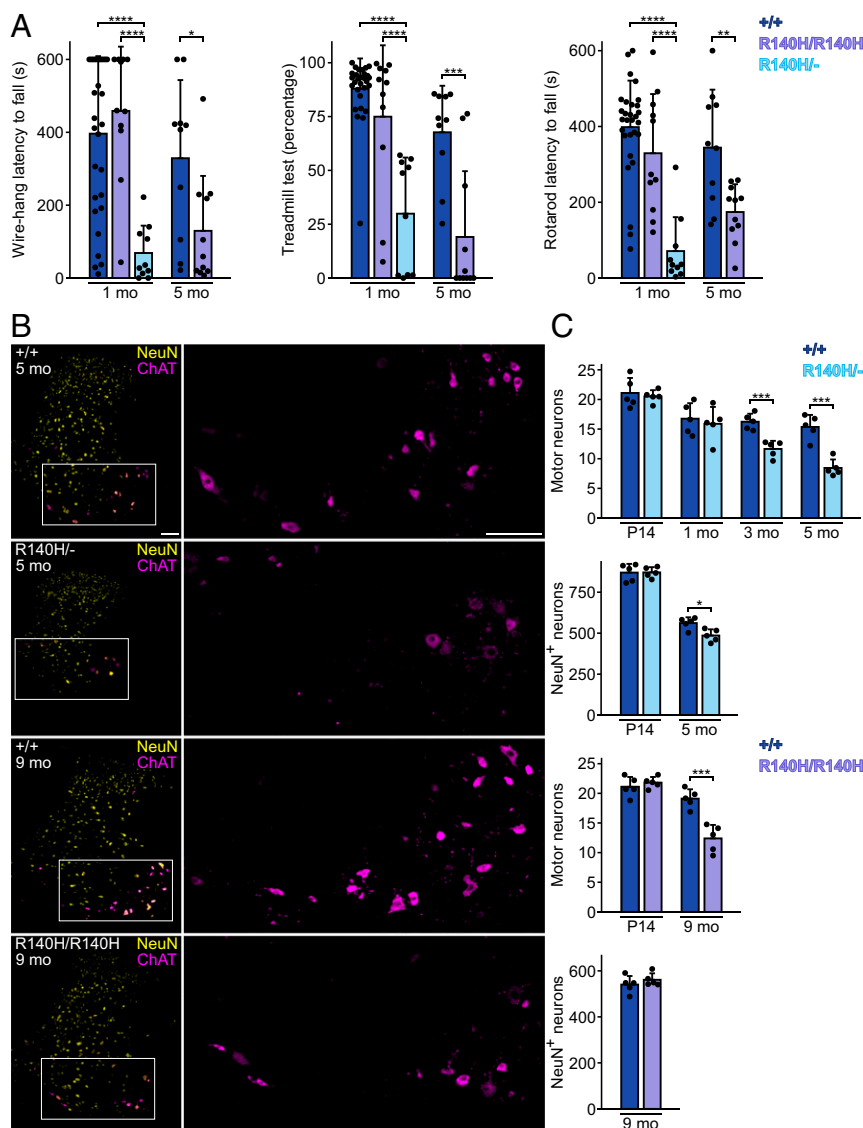 A
Wire-hang latency to fall (s)
600
400
200
0
****
****
*
1 mo
5 mo
Treadmill test (percentage)
100
75
50
25
0
****
****
***
1 mo
5 mo
Rotarod latency to fall (s)
600
400
200
0
****
****
**
1 mo
5 mo
+/+
R140H/R140H
R140H/-
B
+/+ NeuN
5 mo ChAT
R140H/- NeuN
5 mo ChAT
+/+ NeuN
9 mo ChAT
R140H/R140H NeuN
9 mo ChAT
C
+/+
R140H/-
Motor neurons
25
20
15
10
5
0
***
***
P14
1 mo
3 mo
5 mo
NeuN+ neurons
750
500
250
0
*
P14
5 mo
+/+
R140H/R140H
Motor neurons
25
20
15
10
5
0
***
P14
9 mo
NeuN+ neurons
600
400
200
0
9 mo